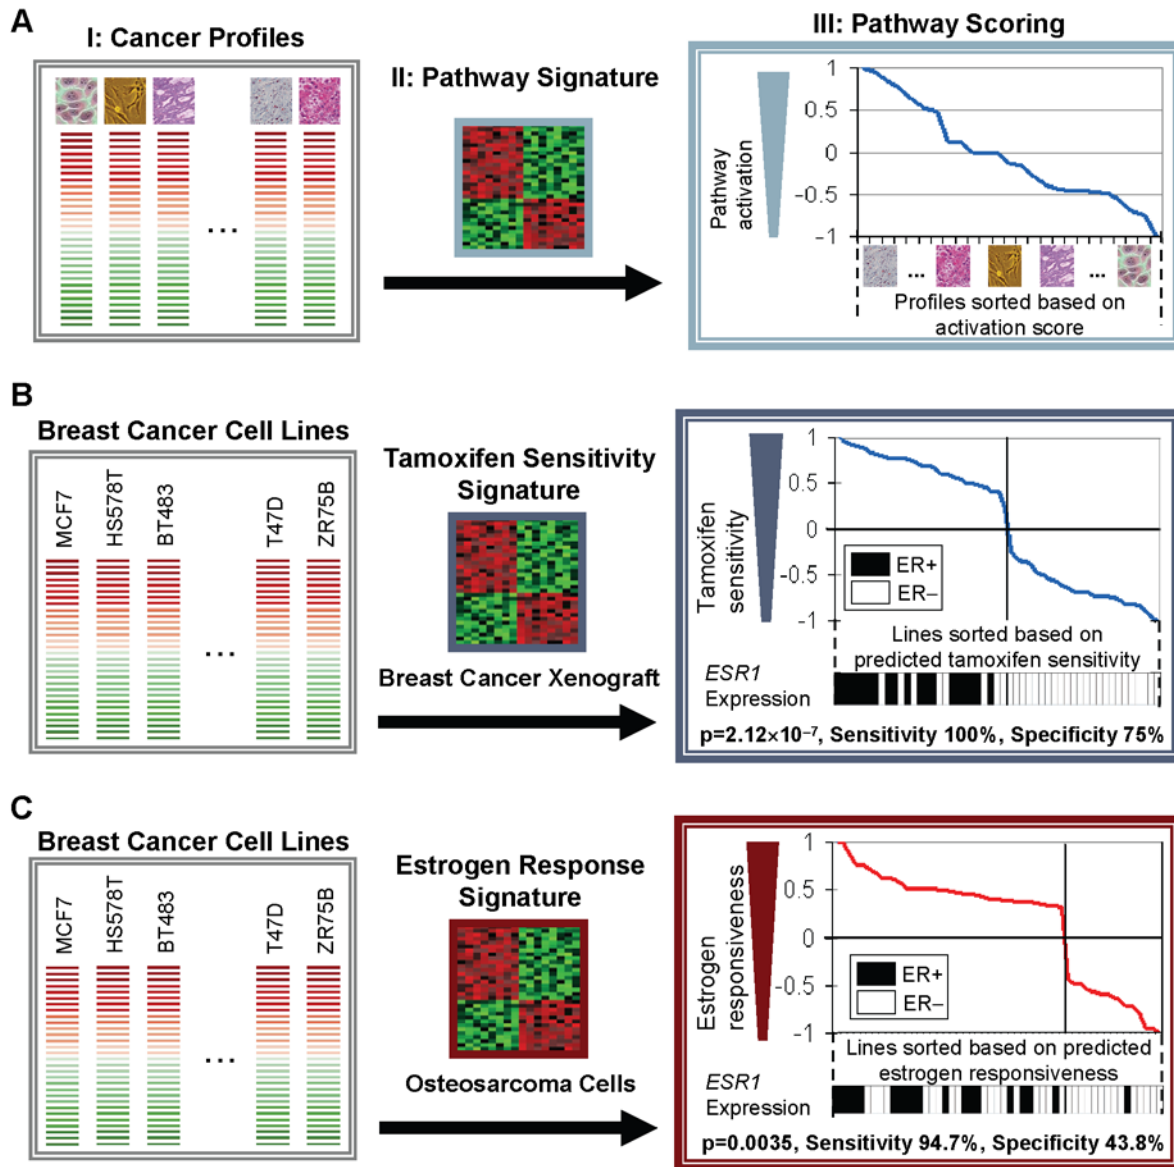 A
I: Cancer Profiles
II: Pathway Signature
III: Pathway Scoring
...
Pathway
activation
1
0.5
0
-0.5
-1
... ...
Profiles sorted based on
activation score
B
Breast Cancer Cell Lines
MCF7
HS578T
BT483
...
T47D
ZR75B
Tamoxifen Sensitivity
Signature
Breast Cancer Xenograft
Tamoxifen
sensitivity
1
0.5
0
-0.5
-1
ER+
ER–
Lines sorted based on
predicted tamoxifen sensitivity
ESR1
Expression
p=2.12×10–7, Sensitivity 100%, Specificity 75%
C
Breast Cancer Cell Lines
MCF7
HS578T
BT483
...
T47D
ZR75B
Estrogen Response
Signature
Osteosarcoma Cells
Estrogen
responsiveness
1
0.5
0
-0.5
-1
ER+
ER–
Lines sorted based on predicted
estrogen responsiveness
ESR1
Expression
p=0.0035, Sensitivity 94.7%, Specificity 43.8%